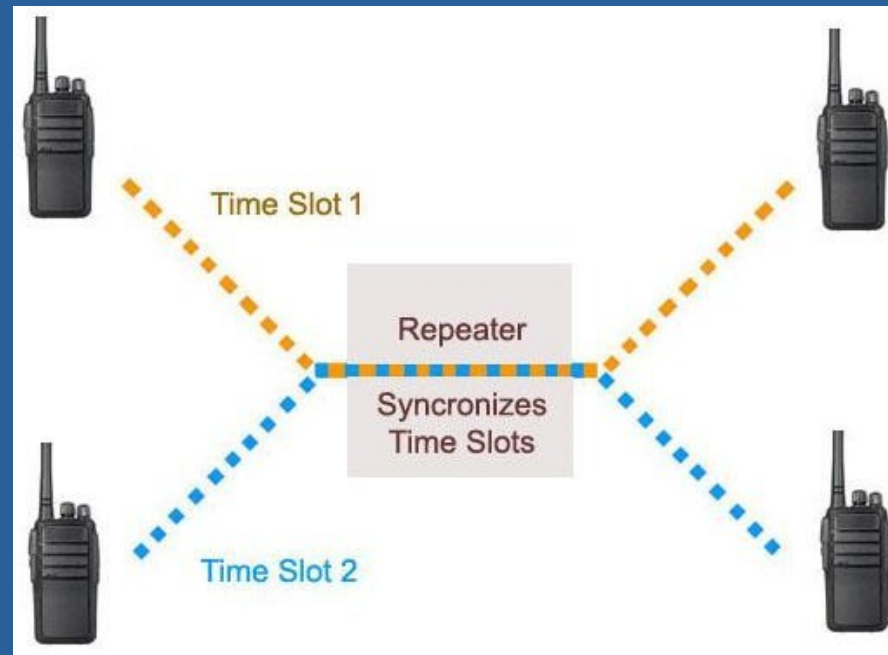 Time Slot 1
Repeater
Syncronizes
Time Slots
Time Slot 2